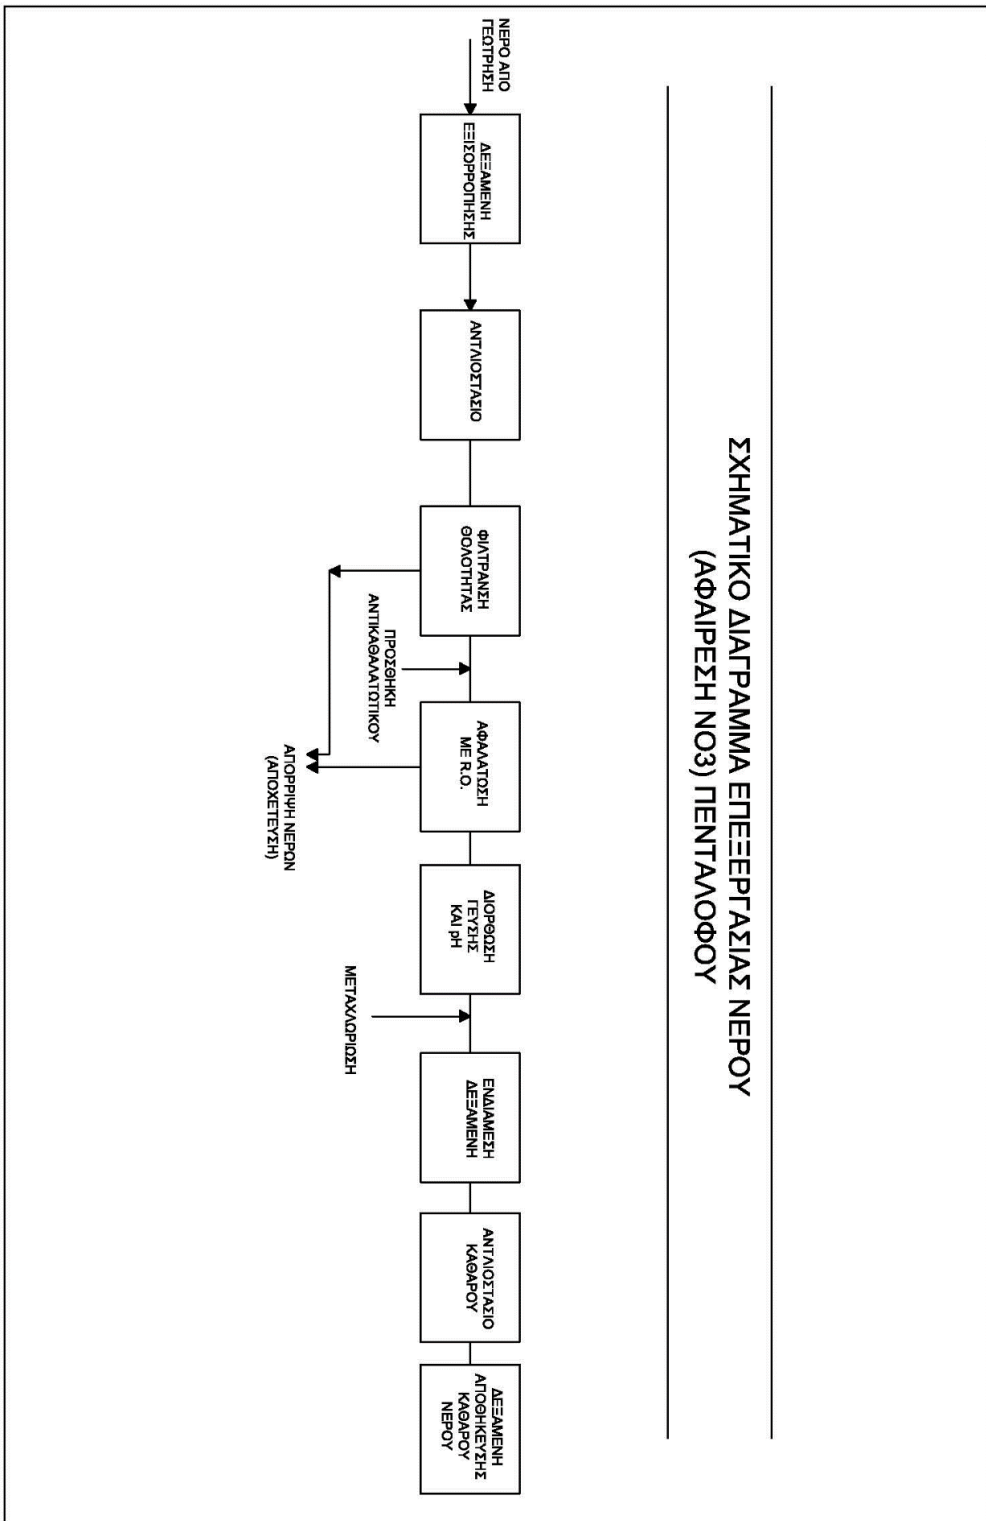 ΣΧΗΜΑΤΙΚΟ ΔΙΑΓΡΑΜΜΑ ΕΠΕΞΕΡΓΑΣΙΑΣ ΝΕΡΟΥ
(ΑΦΑΙΡΕΣΗ ΝΟ3) ΠΕΝΤΑΛΟΦΟΥ
ΝΕΡΟ ΑΠΟ
ΓΕΩΤΡΗΣΗ
ΔΕΞΑΜΕΝΗ
ΕΞΙΣΟΡΡΟΠΗΣΗΣ
ΑΝΤΛΙΟΣΤΑΣΙΟ
ΦΙΛΤΡΑΝΣΗ
ΘΟΛΟΤΗΤΑΣ
ΠΡΟΣΘΗΚΗ
ΑΝΤΙΚΑΘΑΛΑΤΩΤΙΚΟΥ
ΑΦΑΛΑΤΩΣΗ
ΜΕ R.O.
ΑΠΟΡΡΙΨΗ ΝΕΡΩΝ
(ΑΠΟΧΕΤΕΥΣΗ)
ΔΙΟΡΘΩΣΗ
ΓΕΥΣΗΣ
ΚΑΙ pH
ΜΕΤΑΧΛΩΡΙΩΣΗ
ΕΝΔΙΑΜΕΣΗ
ΔΕΞΑΜΕΝΗ
ΑΝΤΛΙΟΣΤΑΣΙΟ
ΚΑΘΑΡΟΥ
ΔΕΞΑΜΕΝΗ
ΑΠΟΘΗΚΕΥΣΗΣ
ΚΑΘΑΡΟΥ
ΝΕΡΟΥ